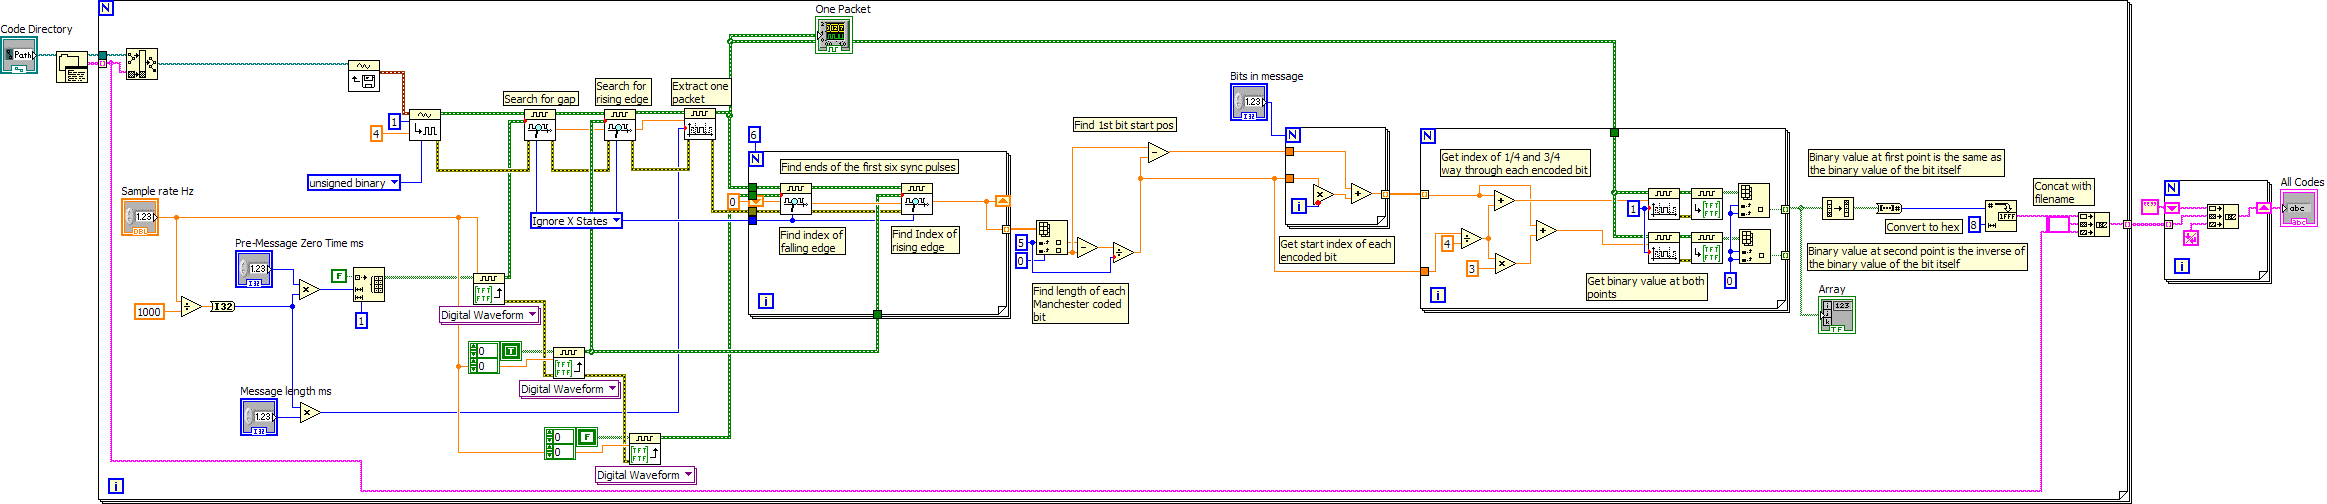 One Packet
Code Directory
Path
N
Bits in message
1.23
Search for gap
Search for
rising edge
Extract one
packet
1
4
unsigned binary
Find 1st bit start pos
6
N
N
N
Find ends of the first six sync pulses
Get index of 1/4 and 3/4
way through each encoded bit
Binary value at first point is the same as
the binary value of the bit itself
Concat with
filename
N
All Codes
abc
Sample rate Hz
1.23
DBL
0
Ignore X States
Find index of
falling edge
Find Index of
rising edge
i
1
Convert to hex
8
Pre-Message Zero Time ms
1.23
I32
F
5
0
Get start index of each
encoded bit
4
3
Binary value at second point is the inverse of
the binary value of the bit itself
i
1000
I32
1
Digital Waveform
i
Find length of each
Manchester coded
bit
i
Get binary value at both
points
0
Array
123
TF
0
T
0
Digital Waveform
Message length ms
1.23
I32
0
F
0
Digital Waveform
i